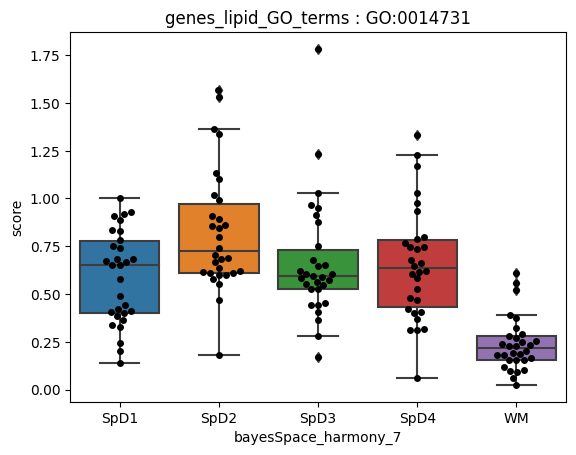 genes_lipid_GO_terms : GO:0014731
1.75
1.50
1.25
1.00
0.75
0.50
0.25
0.00
score
SpD1 SpD2 SpD3 SpD4 WM
bayesSpace_harmony_7